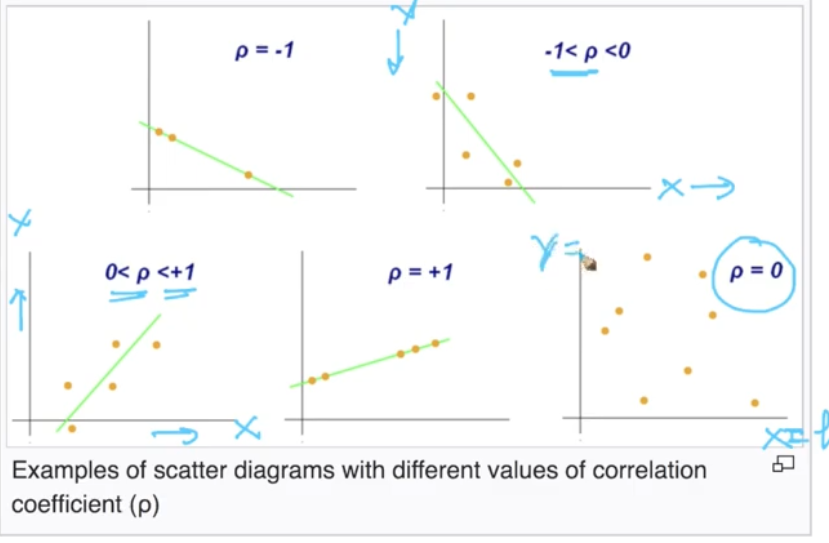 ρ = -1
Y
-1< ρ <0
X
Y
0< ρ <+1
X
ρ = +1
Y =
ρ = 0
X =
Examples of scatter diagrams with different values of correlation
coefficient (ρ)